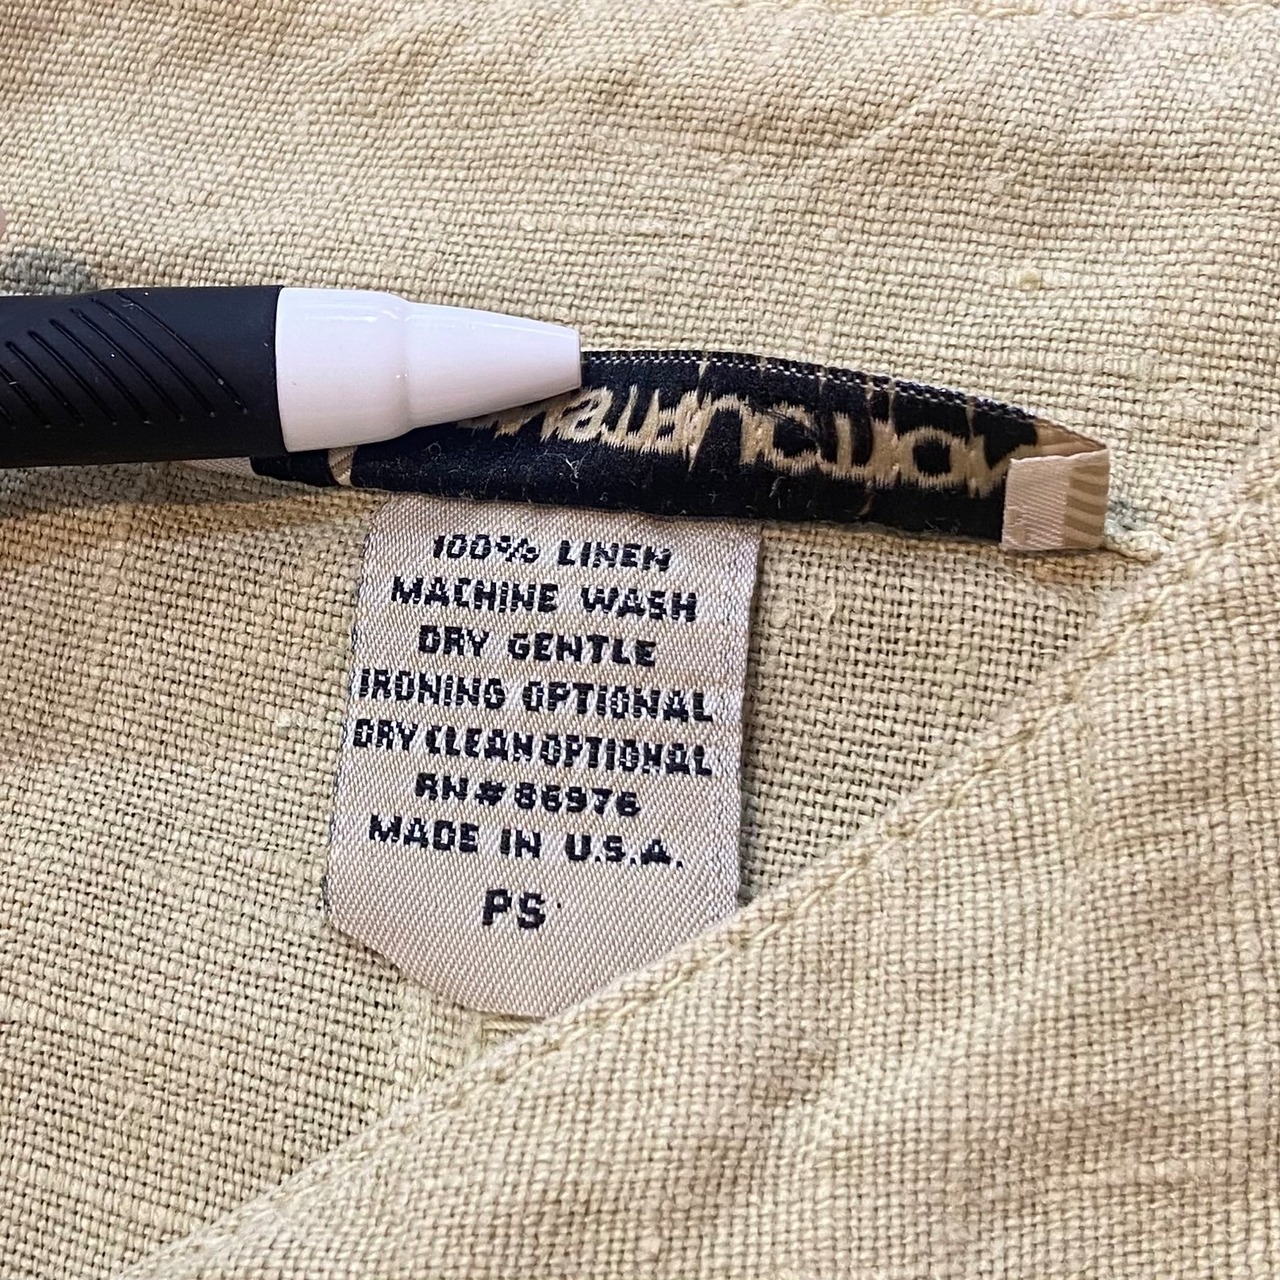 100% LINEN
MACHINE WASH
DRY GENTLE
IRONING OPTIONAL
DRY CLEAN OPTIONAL
RN# 86976
MADE IN U.S.A.
PS